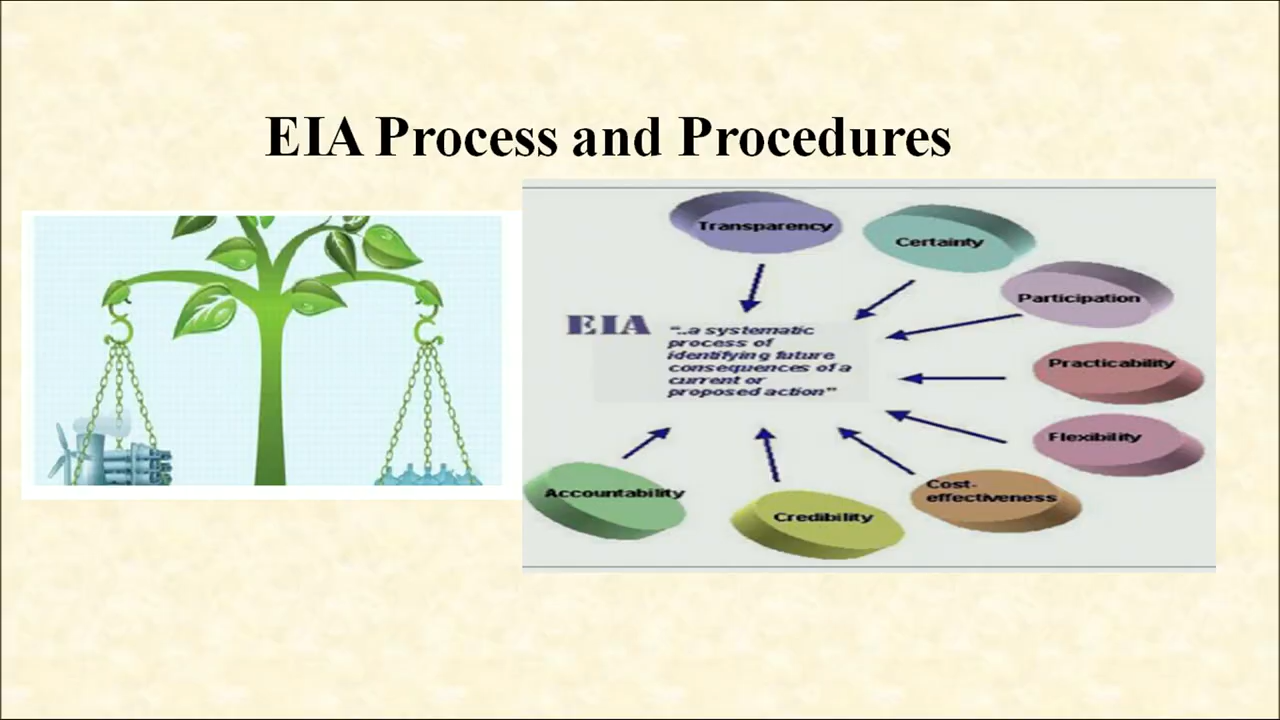 EIA Process and Procedures
Transparency
Certainty
Participation
EIA
“..a systematic
process of
identifying future
consequences of a
current or
proposed action”
Practicability
Flexibility
Cost-
effectiveness
Accountability
Credibility